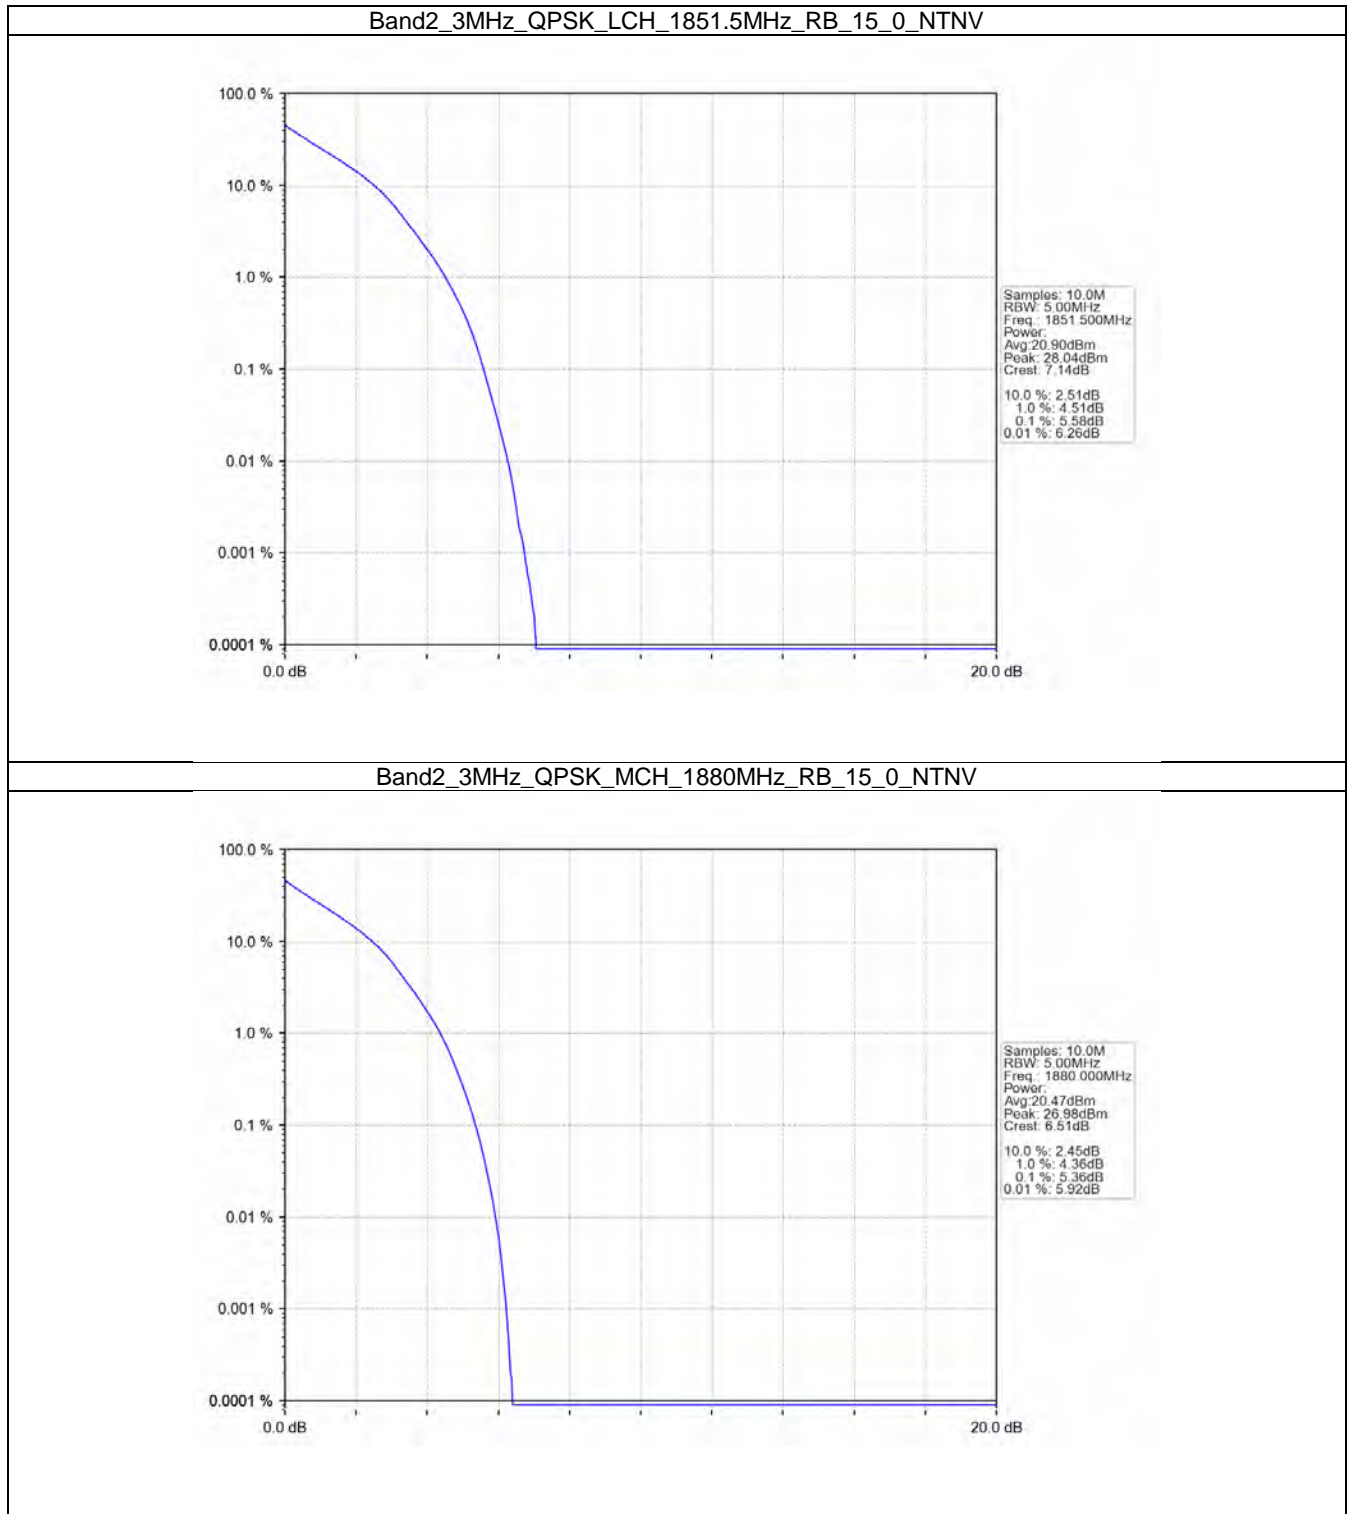 Band2_3MHz_QPSK_LCH_1851.5MHz_RB_15_0_NTNV
100.0 %
10.0 %
1.0 %
0.1 %
0.01 %
0.001 %
0.0001 %
0.0 dB
20.0 dB
Samples: 10.0M
RBW: 5.00MHz
Freq.: 1851.500MHz
Power:
Avg:20.90dBm
Peak: 28.04dBm
Crest: 7.14dB
10.0 %: 2.51dB
1.0 %: 4.51dB
0.1 %: 5.58dB
0.01 %: 6.26dB
Band2_3MHz_QPSK_MCH_1880MHz_RB_15_0_NTNV
100.0 %
10.0 %
1.0 %
0.1 %
0.01 %
0.001 %
0.0001 %
0.0 dB
20.0 dB
Samples: 10.0M
RBW: 5.00MHz
Freq.: 1880.000MHz
Power:
Avg:20.47dBm
Peak: 26.98dBm
Crest: 6.51dB
10.0 %: 2.45dB
1.0 %: 4.36dB
0.1 %: 5.36dB
0.01 %: 5.92dB